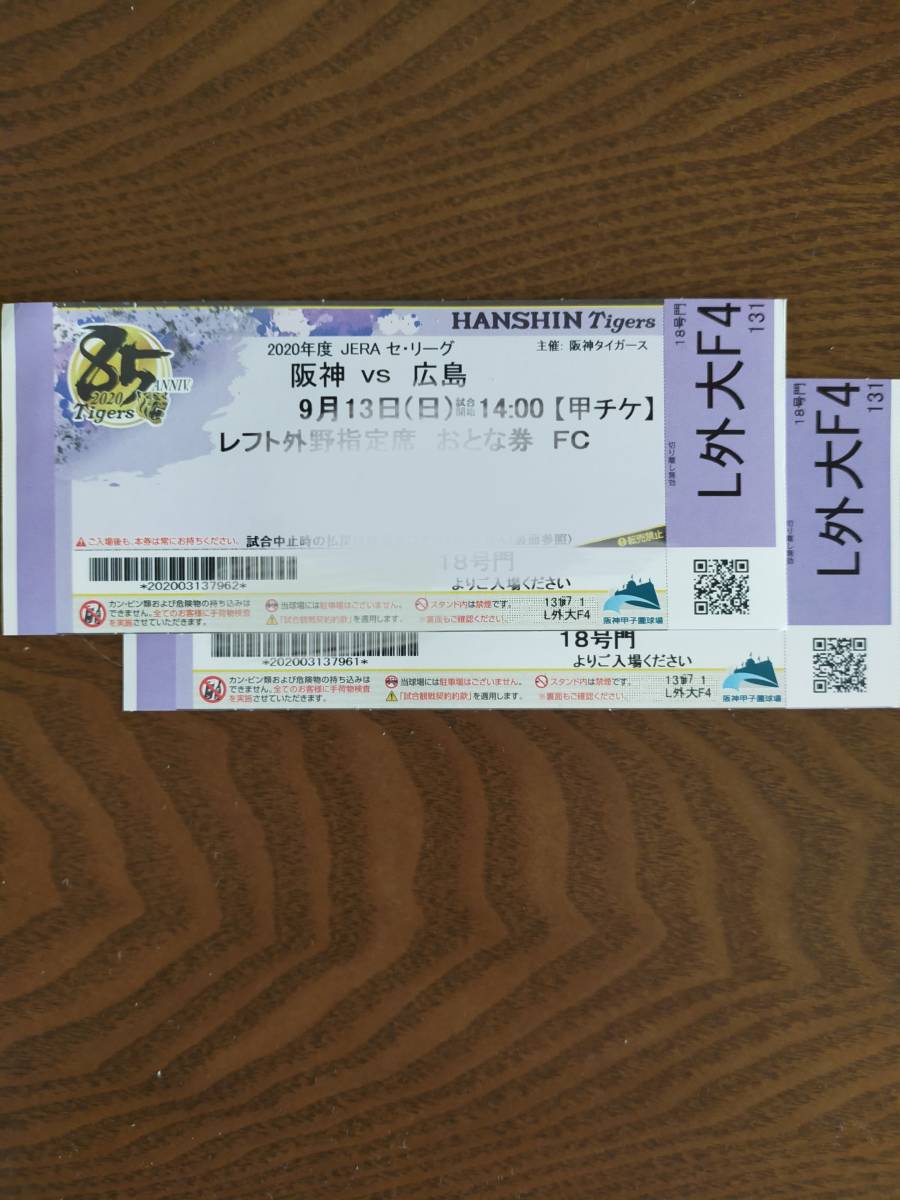 85
ANNIV.
2020
Tigers
HANSHIN Tigers
2020年度 JERA セ・リーグ 主催: 阪神タイガース
阪神 vs 広島
9月13日(日) 試合開始 14:00 【甲チケ】
レフト外野指定席 おとな券 FC
ご入場後も、本券は常にお持ちください。 試合中止時の払戻
転売禁止
18号門
よりご入場ください
*202003137962*
カン・ビン類および危険物の持ち込みは
できません。全てのお客様に手荷物検査
を実施させていただきます。
当球場には駐車場はございません。
「試合観戦契約約款」を適用します。
スタンド内は禁煙です。
※裏面もご確認ください。
L外大F4
阪神甲子園球場
18号門
L外大F4
131
切り離し無効
18号門
よりご入場ください
*202003137961*
カン・ビン類および危険物の持ち込みは
できません。全てのお客様に手荷物検査
を実施させていただきます。
当球場には駐車場はございません。
「試合観戦契約約款」を適用します。
スタンド内は禁煙です。
※裏面もご確認ください。
L外大F4
阪神甲子園球場
18号門
L外大F4
131
切り離し無効